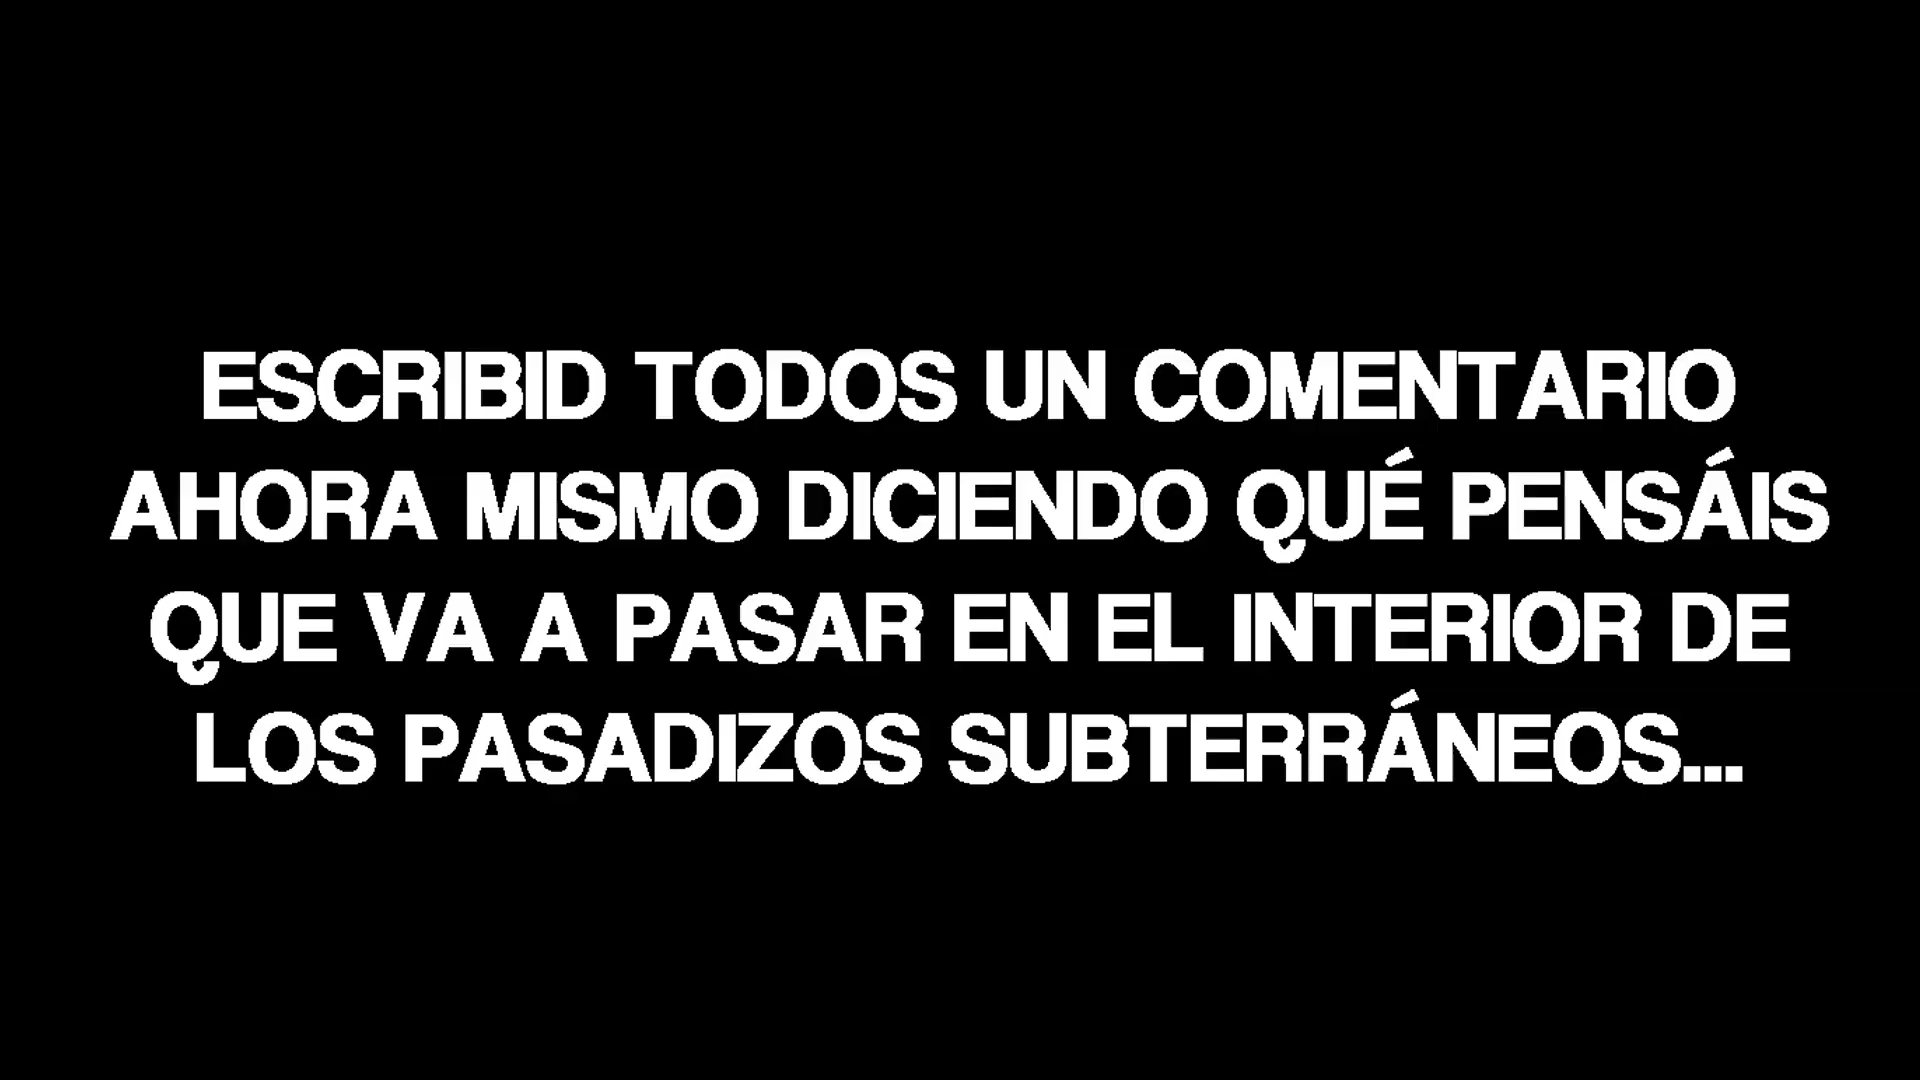 ESCRIBID TODOS UN COMENTARIO
AHORA MISMO DICIENDO QUÉ PENSÁIS
QUE VA A PASAR EN EL INTERIOR DE
LOS PASADIZOS SUBTERRÁNEOS...